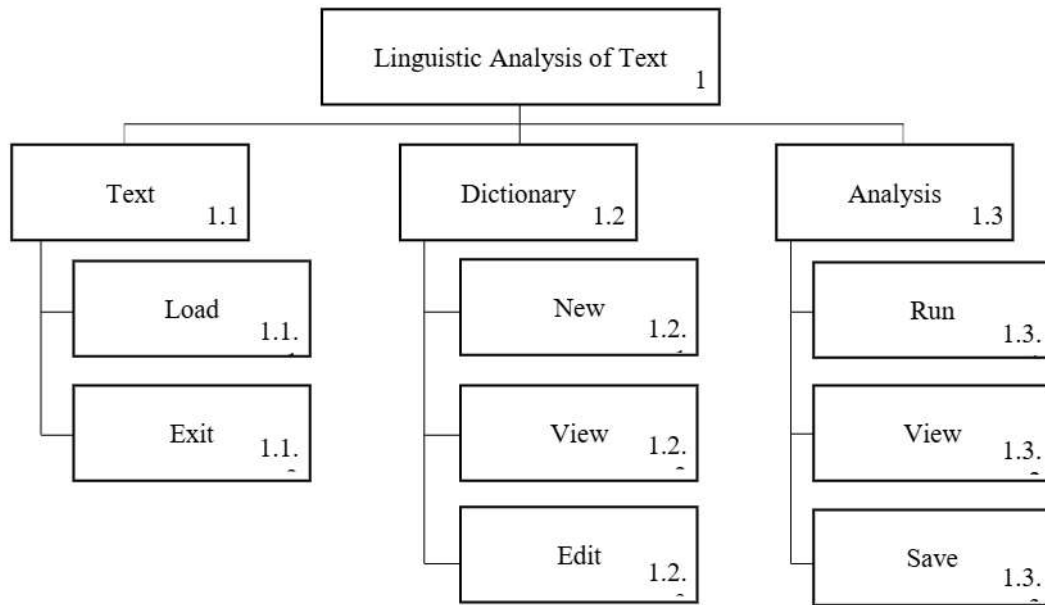 Linguistic Analysis of Text
1
Text
1.1
Dictionary
1.2
Analysis
1.3
Load
1.1.
New
1.2.
Run
1.3.
Exit
1.1.
View
1.2.
View
1.3.
Edit
1.2.
Save
1.3.